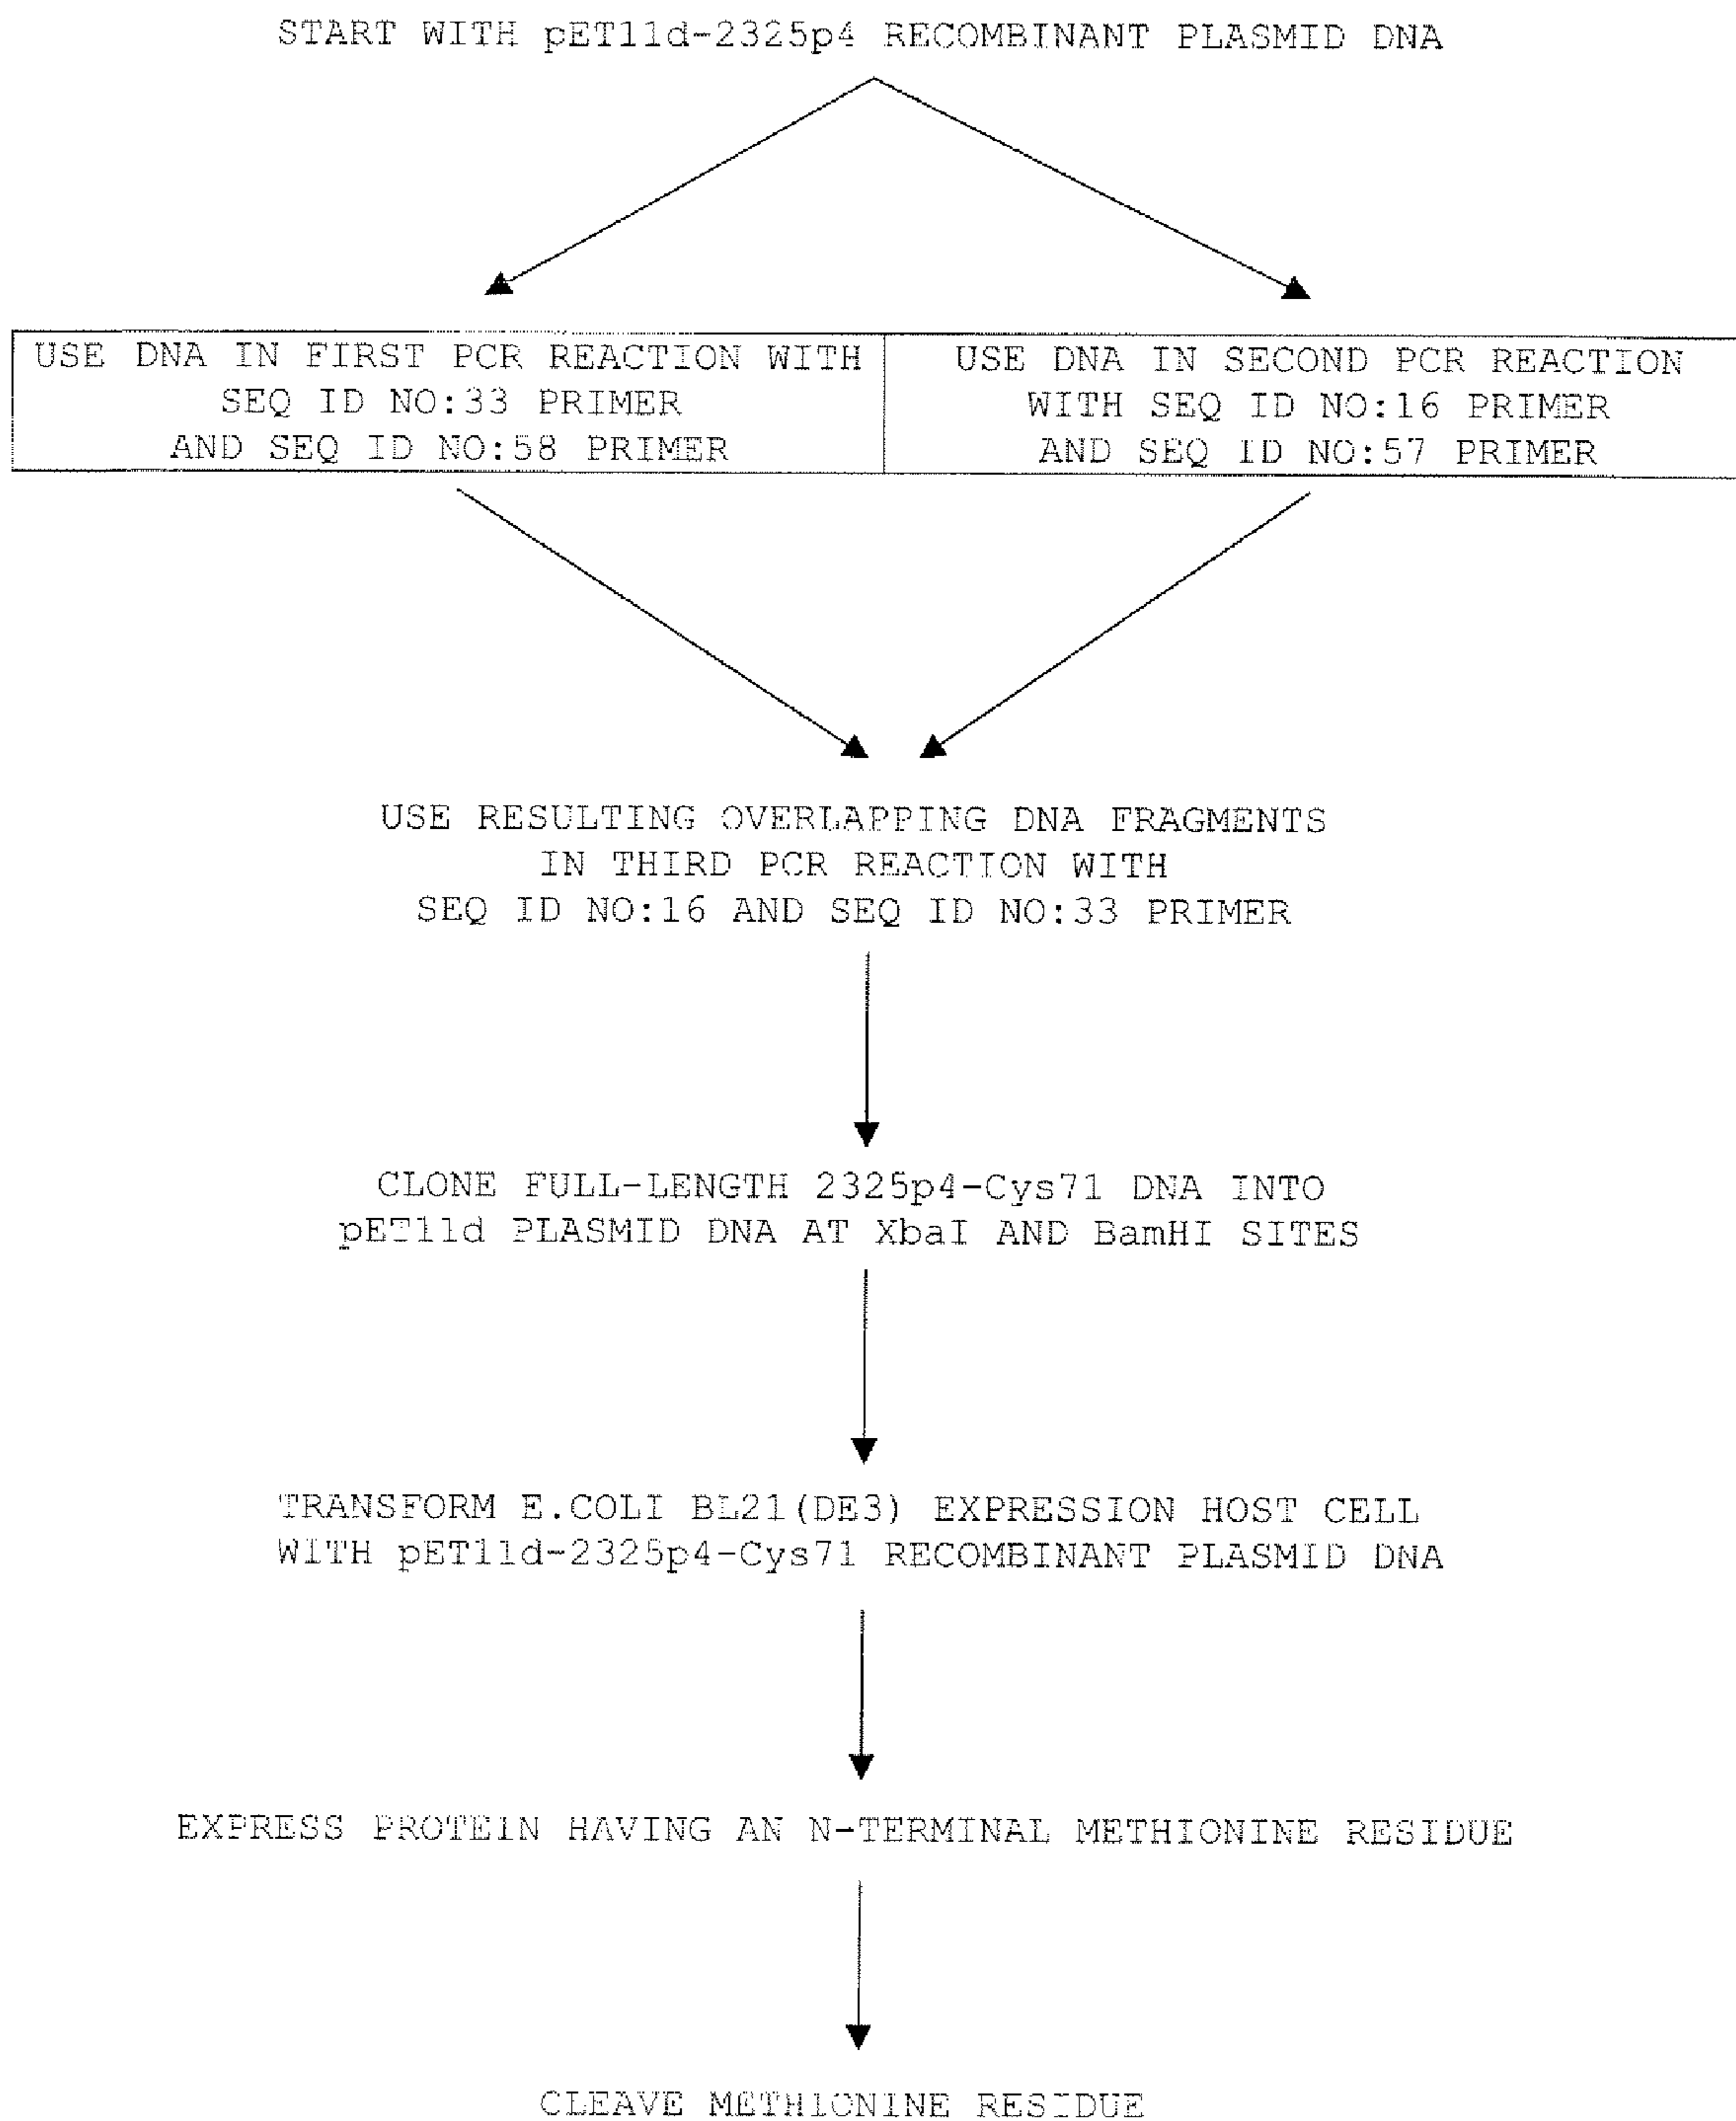 START WITH pET11d-2325p4 RECOMBINANT PLASMID DNA
USE DNA IN FIRST PCR REACTION WITH
SEQ ID NO:33 PRIMER
AND SEQ ID NO:58 PRIMER
USE DNA IN SECOND PCR REACTION
WITH SEQ ID NO:16 PRIMER
AND SEQ ID NO:57 PRIMER
USE RESULTING OVERLAPPING DNA FRAGMENTS
IN THIRD PCR REACTION WITH
SEQ ID NO:16 AND SEQ ID NO:33 PRIMER
CLONE FULL-LENGTH 2325p4-Cys71 DNA INTO
pET11d PLASMID DNA AT XbaI AND BamHI SITES
TRANSFORM E.COLI BL21(DE3) EXPRESSION HOST CELL
WITH pET11d-2325p4-Cys71 RECOMBINANT PLASMID DNA
EXPRESS PROTEIN HAVING AN N-TERMINAL METHIONINE RESIDUE
CLEAVE METHIONINE RESIDUE